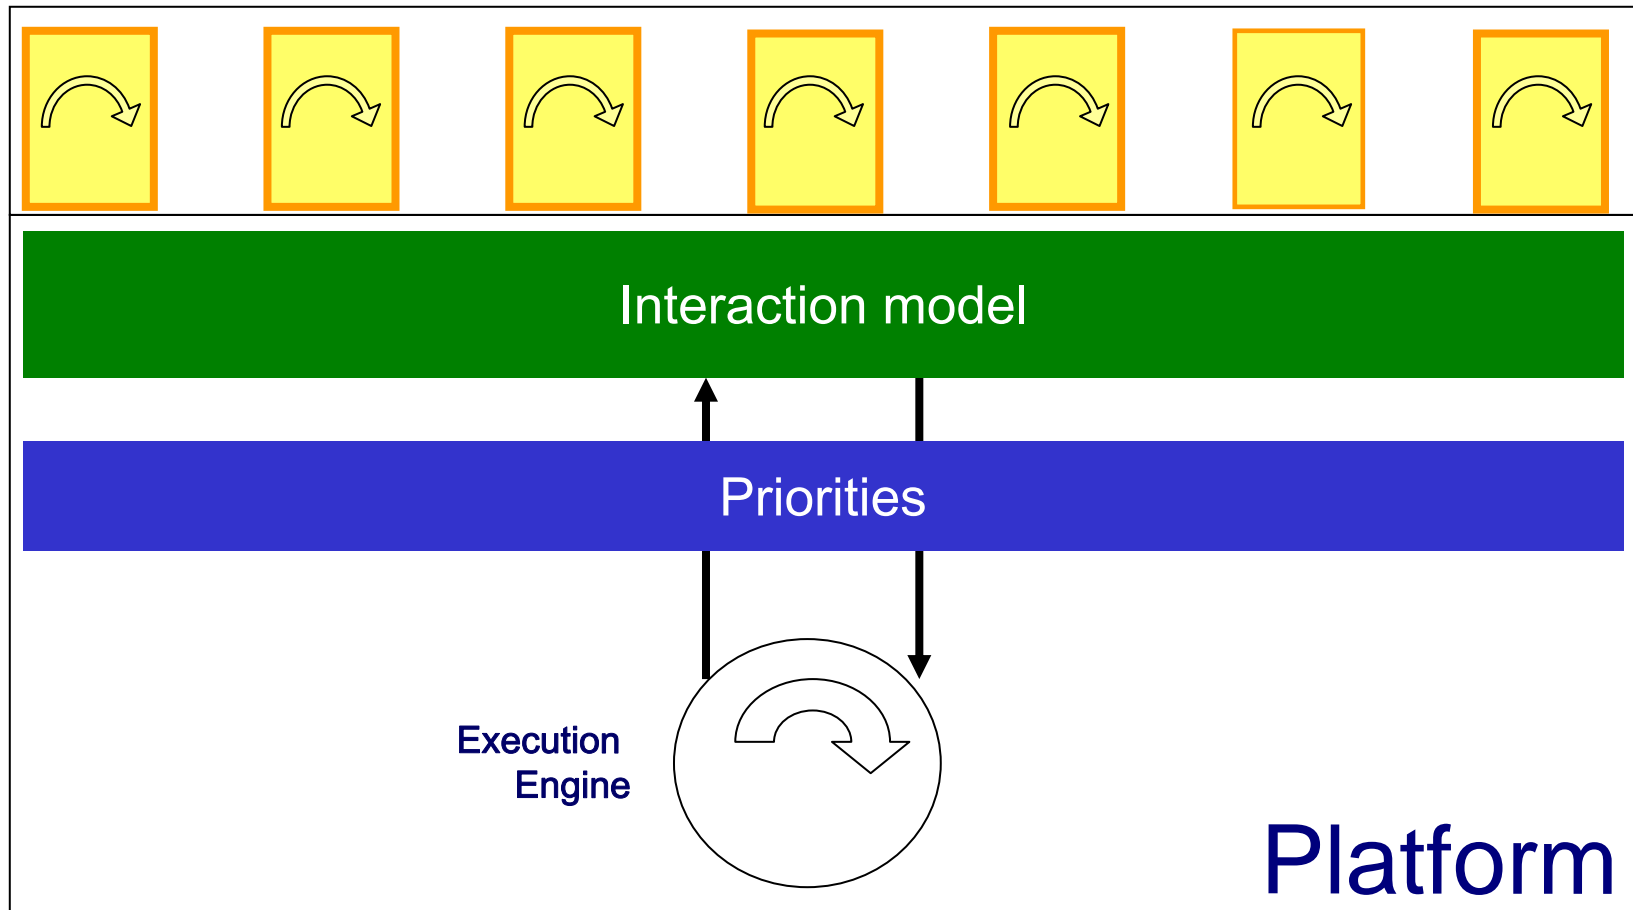 Interaction model
Priorities
Execution
Engine
Platform